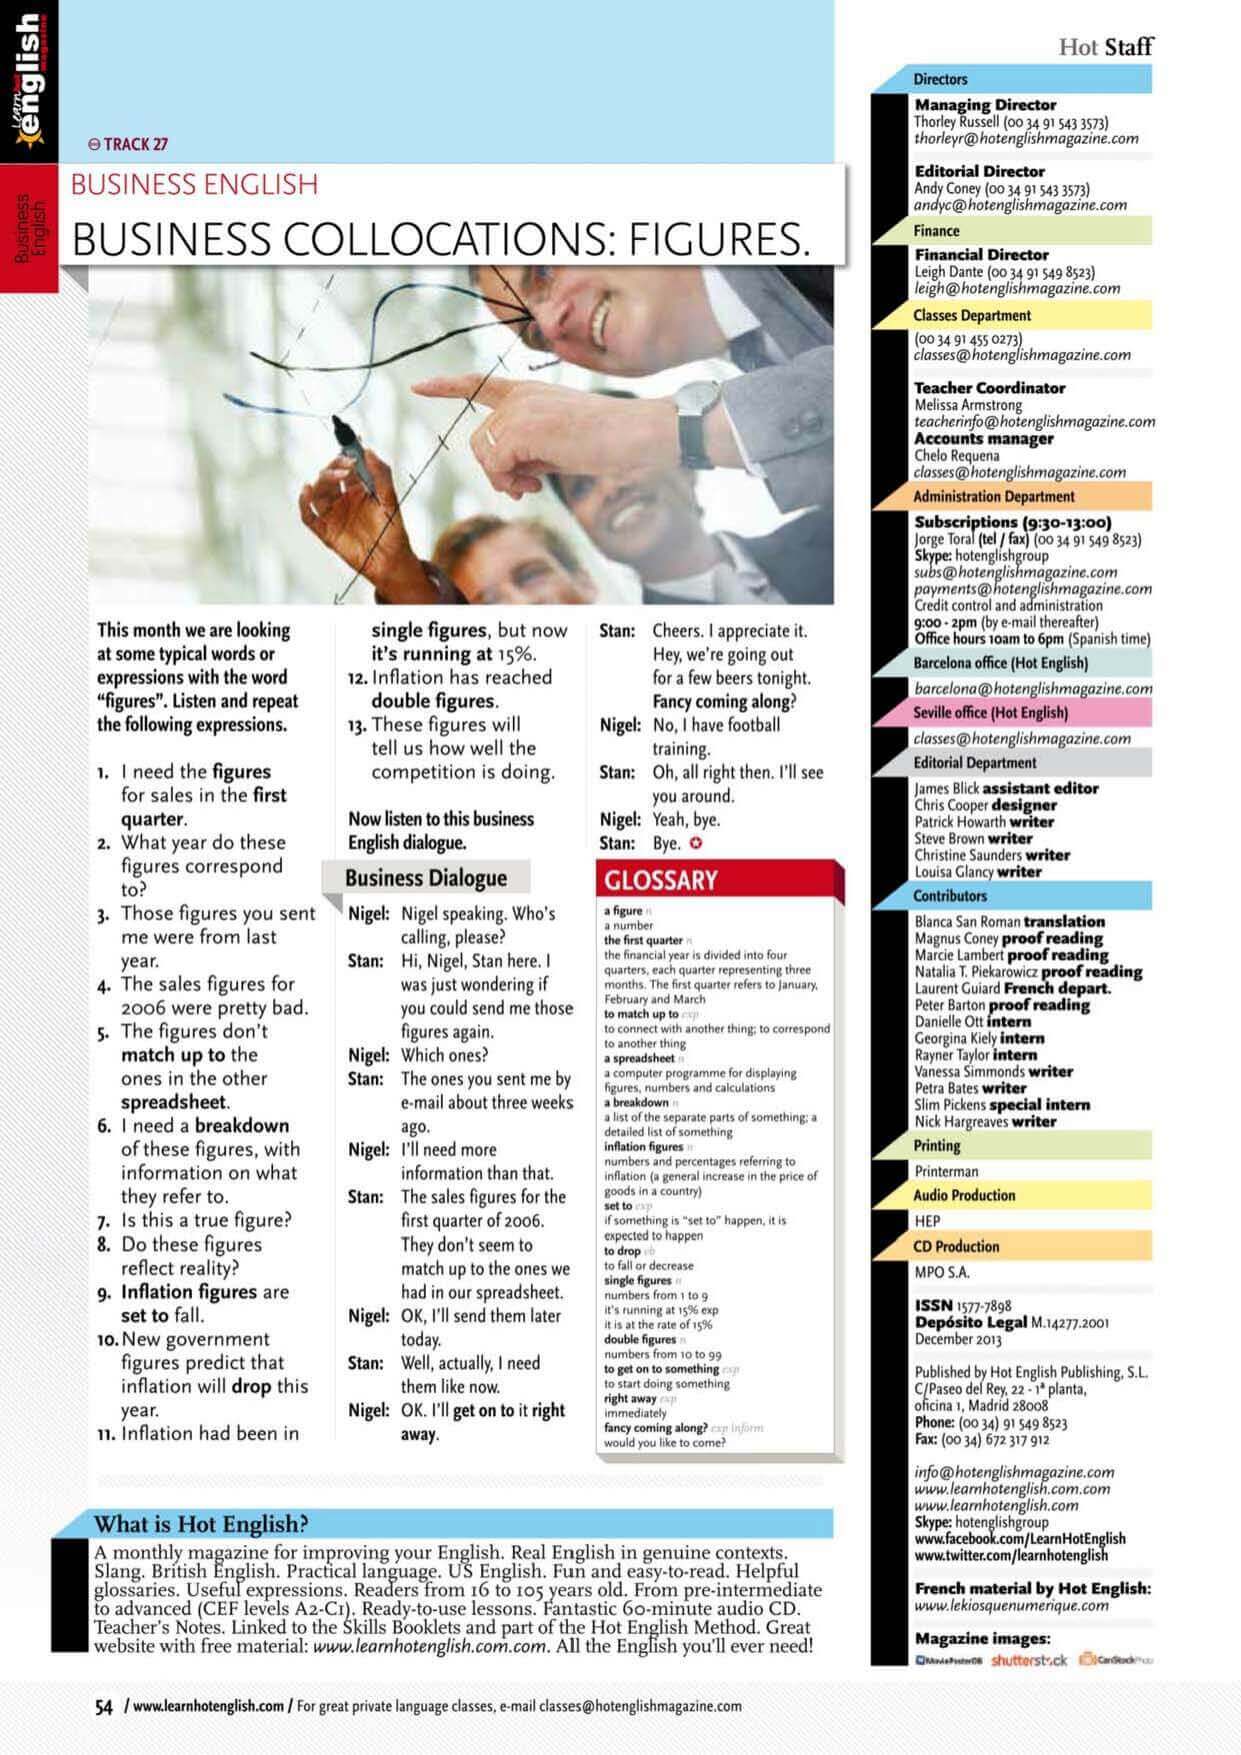 Learn hot
english
magazine
Business
English
TRACK 27
BUSINESS ENGLISH
BUSINESS COLLOCATIONS: FIGURES.
This month we are looking
at some typical words or
expressions with the word
“figures”. Listen and repeat
the following expressions.
1. I need the figures
for sales in the first
quarter.
2. What year do these
figures correspond
to?
3. Those figures you sent
me were from last
year.
4. The sales figures for
2006 were pretty bad.
5. The figures don't
match up to the
ones in the other
spreadsheet.
6. I need a breakdown
of these figures, with
information on what
they refer to.
7. Is this a true figure?
8. Do these figures
reflect reality?
9. Inflation figures are
set to fall.
10. New government
figures predict that
inflation will drop this
year.
11. Inflation had been in
single figures, but now
it's running at 15%.
12. Inflation has reached
double figures.
13. These figures will
tell us how well the
competition is doing.
Now listen to this business
English dialogue.
Business Dialogue
Nigel: Nigel speaking. Who's
calling, please?
Stan: Hi, Nigel, Stan here. I
was just wondering if
you could send me those
figures again.
Nigel: Which ones?
Stan: The ones you sent me by
e-mail about three weeks
ago.
Nigel: I'll need more
information than that.
Stan: The sales figures for the
first quarter of 2006.
They don't seem to
match up to the ones we
had in our spreadsheet.
Nigel: OK, I'll send them later
today.
Stan: Well, actually, I need
them like now.
Nigel: OK. I'll get on to it right
away.
Stan: Cheers. I appreciate it.
Hey, we're going out
for a few beers tonight.
Fancy coming along?
Nigel: No, I have football
training.
Stan: Oh, all right then. I'll see
you around.
Nigel: Yeah, bye.
Stan: Bye.
GLOSSARY
a figure n
a number
the first quarter n
the financial year is divided into four
quarters, each quarter representing three
months. The first quarter refers to January,
February and March
to match up to exp
to connect with another thing; to correspond
to another thing
a spreadsheet n
a computer programme for displaying
figures, numbers and calculations
a breakdown n
a list of the separate parts of something; a
detailed list of something
inflation figures n
numbers and percentages referring to
inflation (a general increase in the price of
goods in a country)
set to exp
if something is “set to” happen, it is
expected to happen
to drop vb
to fall or decrease
single figures n
numbers from 1 to 9
it's running at 15% exp
it is at the rate of 15%
double figures n
numbers from 10 to 99
to get on to something exp
to start doing something
right away exp
immediately
fancy coming along? exp inform
would you like to come?
What is Hot English?
A monthly magazine for improving your English. Real English in genuine contexts.
Slang. British English. Practical language. US English. Fun and easy-to-read. Helpful
glossaries. Useful expressions. Readers from 16 to 105 years old. From pre-intermediate
to advanced (CEF levels A2-C1). Ready-to-use lessons. Fantastic 60-minute audio CD.
Teacher's Notes. Linked to the Skills Booklets and part of the Hot English Method. Great
website with free material: www.learnhotenglish.com.com. All the English you'll ever need!
54 / www.learnhotenglish.com / For great private language classes, e-mail classes@hotenglishmagazine.com
Hot Staff
Directors
Managing Director
Thorley Russell (00 34 91 543 3573)
thorleyr@hotenglishmagazine.com
Editorial Director
Andy Coney (00 34 91 543 3573)
andyc@hotenglishmagazine.com
Finance
Financial Director
Leigh Dante (00 34 91 549 8523)
leigh@hotenglishmagazine.com
Classes Department
(00 34 91 455 0273)
classes@hotenglishmagazine.com
Teacher Coordinator
Melissa Armstrong
teacherinfo@hotenglishmagazine.com
Accounts manager
Chelo Requena
classes@hotenglishmagazine.com
Administration Department
Subscriptions (9:30-13:00)
Jorge Toral (tel / fax) (00 34 91 549 8523)
Skype: hotenglishgroup
subs@hotenglishmagazine.com
payments@hotenglishmagazine.com
Credit control and administration
9:00 - 2pm (by e-mail thereafter)
Office hours 10am to 6pm (Spanish time)
Barcelona office (Hot English)
barcelona@hotenglishmagazine.com
Seville office (Hot English)
classes@hotenglishmagazine.com
Editorial Department
James Blick assistant editor
Chris Cooper designer
Patrick Howarth writer
Steve Brown writer
Christine Saunders writer
Louisa Glancy writer
Contributors
Blanca San Roman translation
Magnus Coney proof reading
Marcie Lambert proof reading
Natalia T. Piekarowicz proof reading
Laurent Guiard French depart.
Peter Barton proof reading
Danielle Ott intern
Georgina Kiely intern
Rayner Taylor intern
Vanessa Simmonds writer
Petra Bates writer
Slim Pickens special intern
Nick Hargreaves writer
Printing
Printerman
Audio Production
HEP
CD Production
MPO S.A.
ISSN 1577-7898
Depósito Legal M.14277.2001
December 2013
Published by Hot English Publishing, S.L.
C/Paseo del Rey, 22 - 1ª planta,
oficina 1, Madrid 28008
Phone: (00 34) 91 549 8523
Fax: (00 34) 672 317 912
info@hotenglishmagazine.com
www.learnhotenglish.com.com
www.learnhotenglish.com
Skype: hotenglishgroup
www.facebook.com/LearnHotEnglish
www.twitter.com/learnhotenglish
French material by Hot English:
www.lekiosquenumerique.com
Magazine images:
MoviePosterDB shutterstock CanStockPhoto